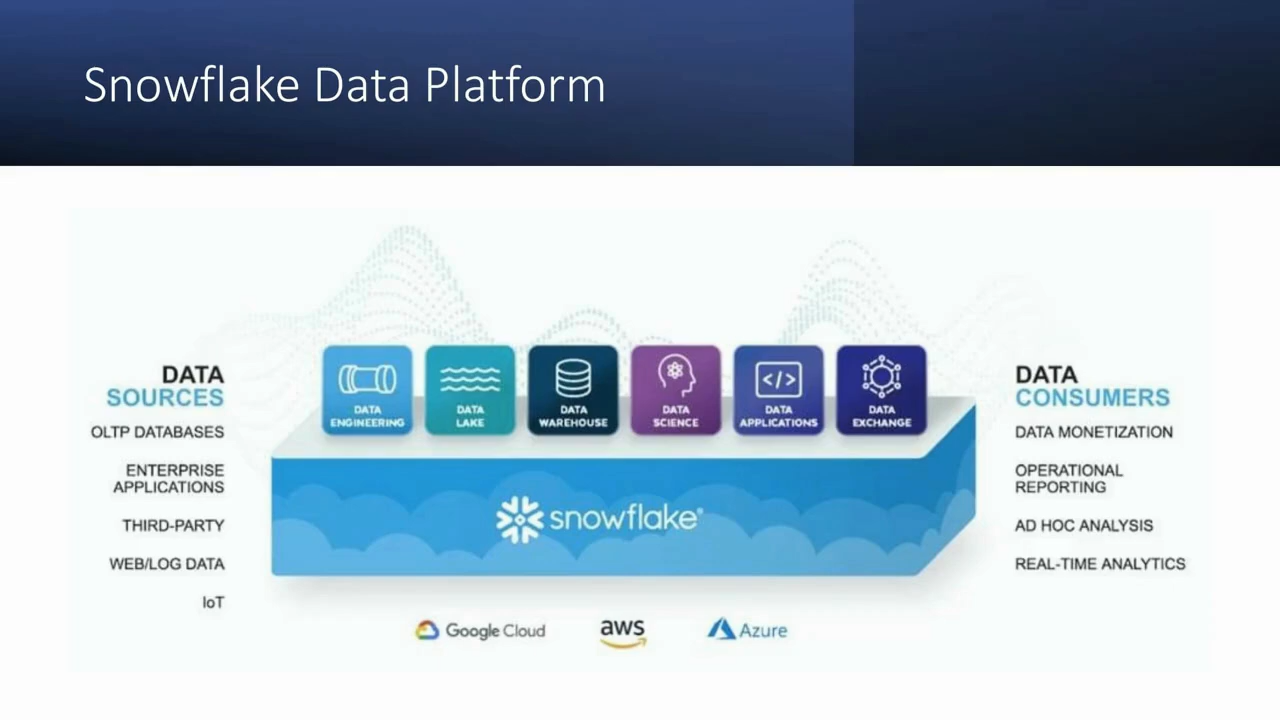 Snowflake Data Platform
DATA
SOURCES
OLTP DATABASES
ENTERPRISE
APPLICATIONS
THIRD-PARTY
WEB/LOG DATA
IoT
DATA
ENGINEERING
DATA
LAKE
DATA
WAREHOUSE
DATA
SCIENCE
</>
DATA
APPLICATIONS
DATA
EXCHANGE
snowflake®
Google Cloud
aws
Azure
DATA
CONSUMERS
DATA MONETIZATION
OPERATIONAL
REPORTING
AD HOC ANALYSIS
REAL-TIME ANALYTICS